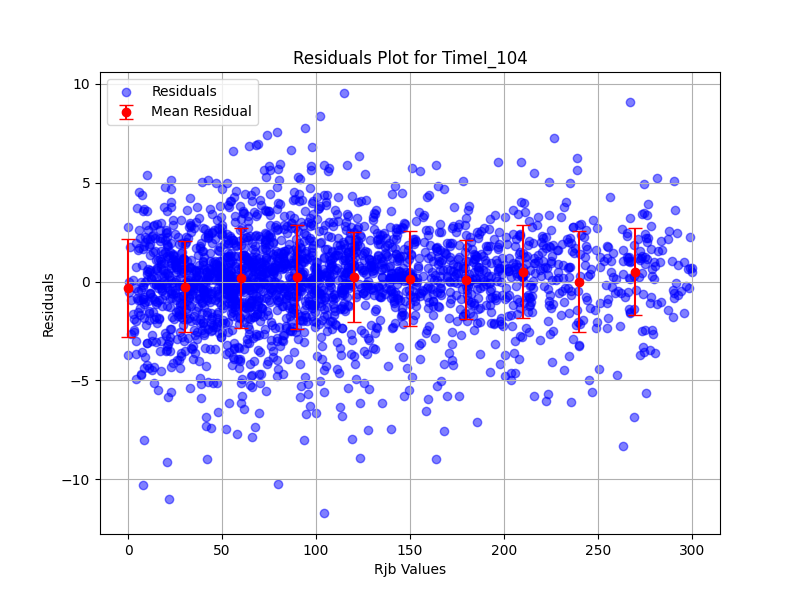 Residuals Plot for TimeI_104
Residuals
Mean Residual
10
5
0
−5
−10
Residuals
0
50
100
150
200
250
300
Rjb Values